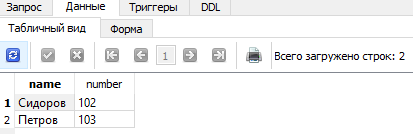 Запрос Данные Триггеры DDL
Табличный вид Форма
1 Всего загружено строк: 2
name number
1 Сидоров 102
2 Петров 103